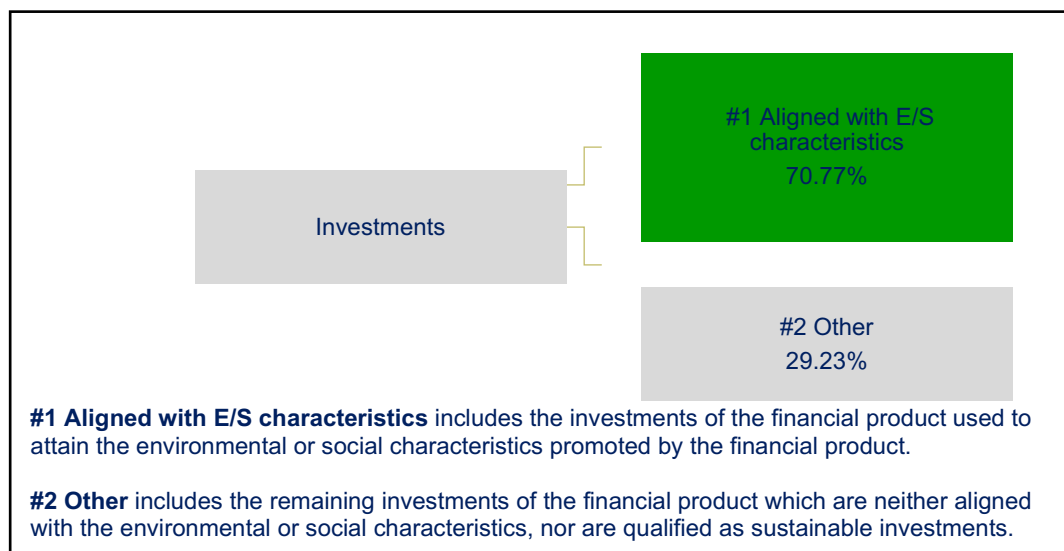 #1 Aligned with E/S
characteristics
70.77%
Investments
#2 Other
29.23%
#1 Aligned with E/S characteristics includes the investments of the financial product used to
attain the environmental or social characteristics promoted by the financial product.
#2 Other includes the remaining investments of the financial product which are neither aligned
with the environmental or social characteristics, nor are qualified as sustainable investments.